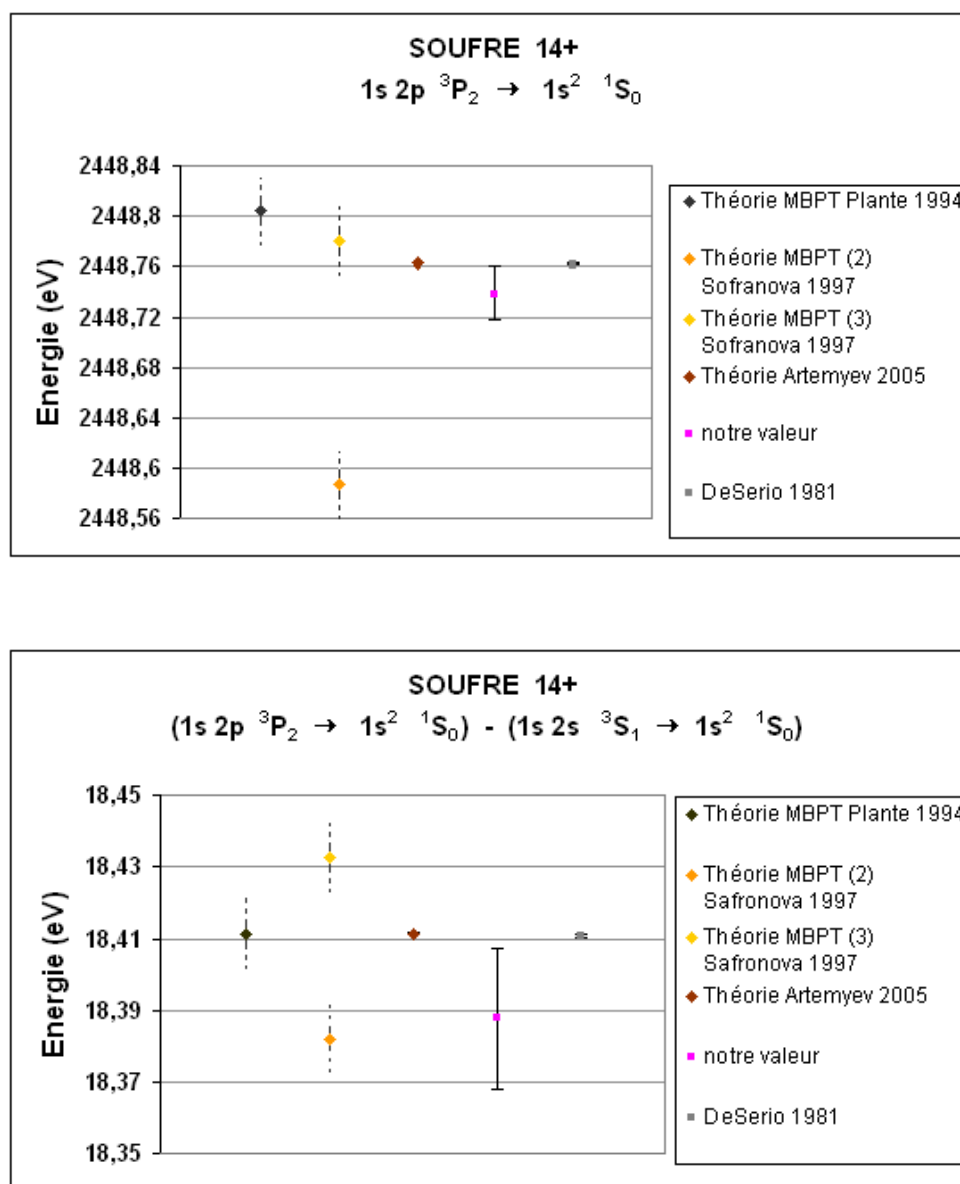 SOUFRE 14+
1s 2p ³P₂ → 1s² ¹S₀
2448,84
2448,8
2448,76
2448,72
2448,68
2448,64
2448,6
2448,56
Energie (eV)
Théorie MBPT Plante 1994
Théorie MBPT (2)
Sofranova 1997
Théorie MBPT (3)
Sofranova 1997
Théorie Artemyev 2005
notre valeur
DeSerio 1981
SOUFRE 14+
(1s 2p ³P₂ → 1s² ¹S₀) - (1s 2s ³S₁ → 1s² ¹S₀)
18,45
18,43
18,41
18,39
18,37
18,35
Energie (eV)
Théorie MBPT Plante 1994
Théorie MBPT (2)
Safronova 1997
Théorie MBPT (3)
Safronova 1997
Théorie Artemyev 2005
notre valeur
DeSerio 1981